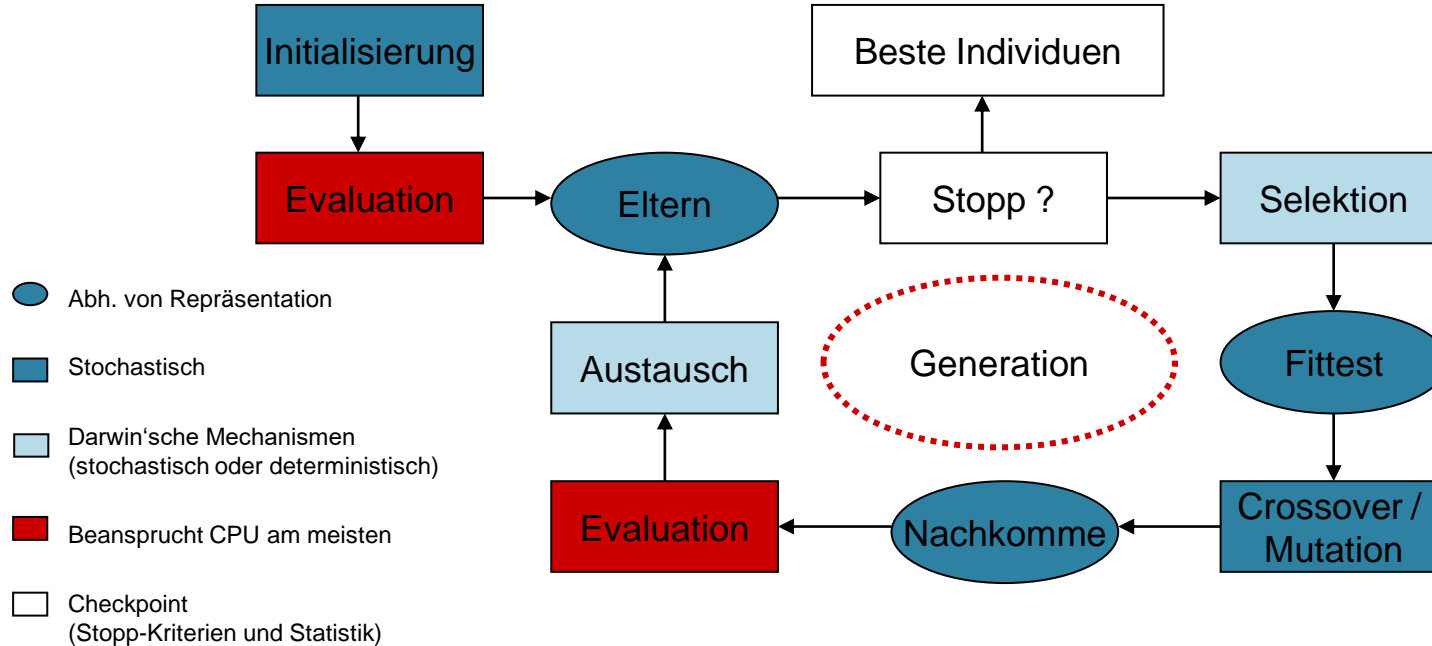 Initialisierung
Beste Individuen
Evaluation
Eltern
Stopp ?
Selektion
Abh. von Repräsentation
Stochastisch
Darwin‘sche Mechanismen
(stochastisch oder deterministisch)
Beansprucht CPU am meisten
Checkpoint
(Stopp-Kriterien und Statistik)
Austausch
Generation
Fittest
Evaluation
Nachkomme
Crossover /
Mutation